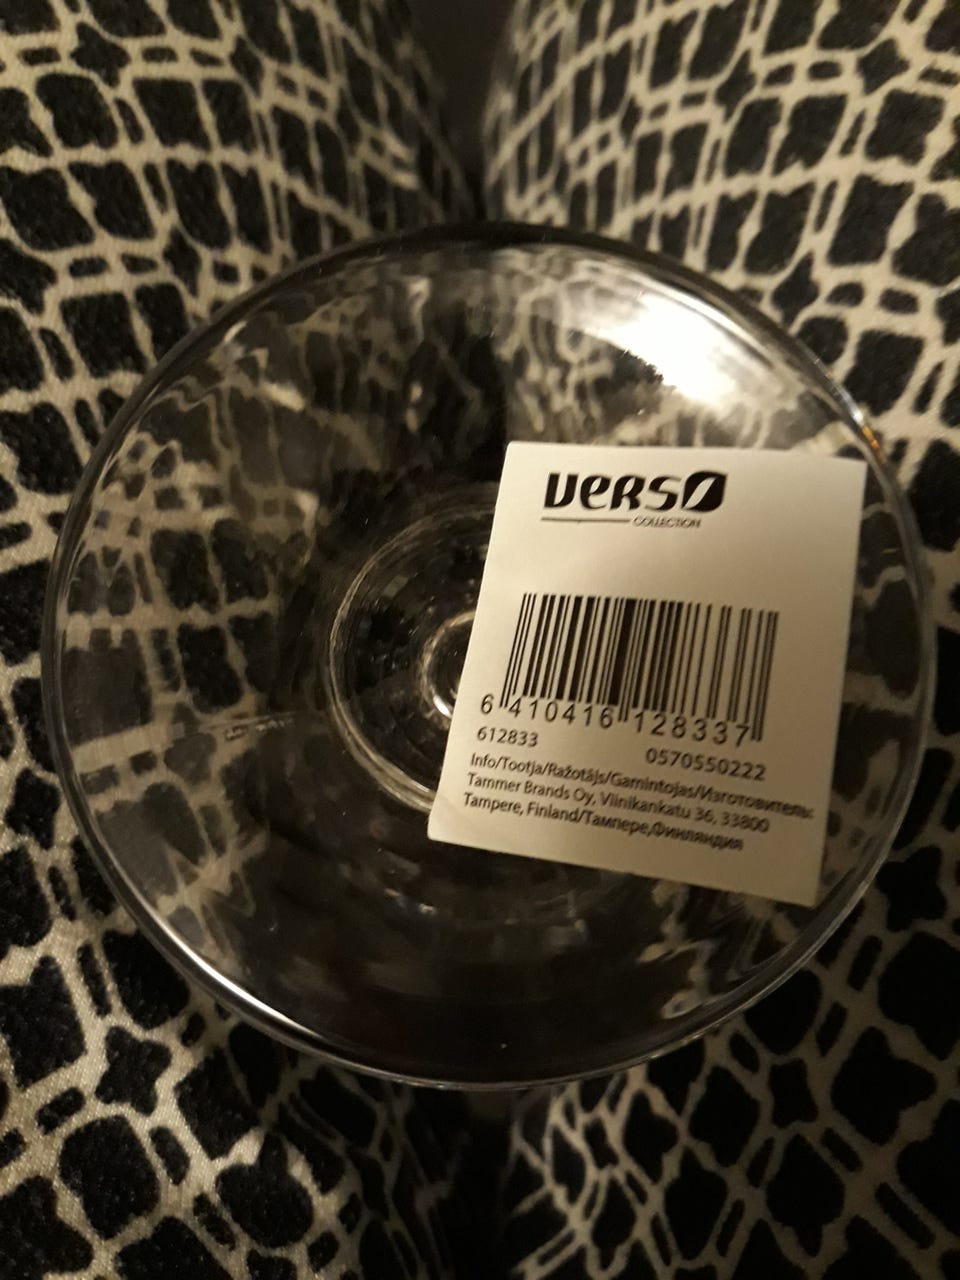 VERSO
COLLECTION
6 410416 128337
612833
0570550222
Info/Tootja/Ražotājs/Gamintojas/Изготовитель:
Tammer Brands Oy, Viinikankatu 36, 33800
Tampere, Finland/Тампере,Финляндия